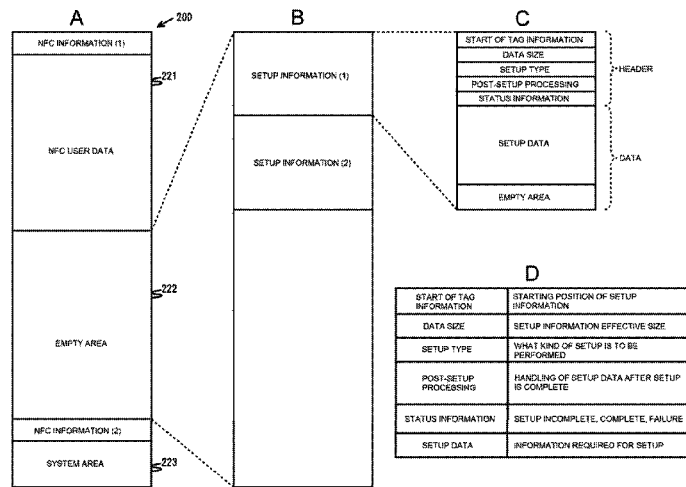 A
200
B
C
NFC INFORMATION (1)
221
NFC USER DATA
222
EMPTY AREA
NFC INFORMATION (2)
SYSTEM AREA
223
SETUP INFORMATION (1)
SETUP INFORMATION (2)
START OF TAG INFORMATION
DATA SIZE
SETUP TYPE
POST-SETUP PROCESSING
STATUS INFORMATION
HEADER
SETUP DATA
EMPTY AREA
DATA
D
START OF TAG
INFORMATION
STARTING POSITION OF SETUP
INFORMATION
DATA SIZE
SETUP INFORMATION EFFECTIVE SIZE
SETUP TYPE
WHAT KIND OF SETUP IS TO BE
PERFORMED
POST-SETUP
PROCESSING
HANDLING OF SETUP DATA AFTER SETUP
IS COMPLETE
STATUS INFORMATION
SETUP INCOMPLETE, COMPLETE, FAILURE
SETUP DATA
INFORMATION REQUIRED FOR SETUP